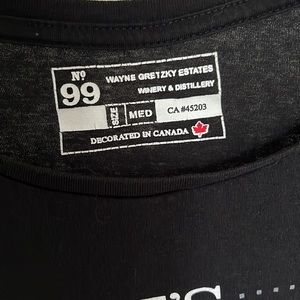 Nº
99
WAYNE GRETZKY ESTATES
WINERY & DISTILLERY
SIZE
MED
CA#45203
DECORATED IN CANADA
'S